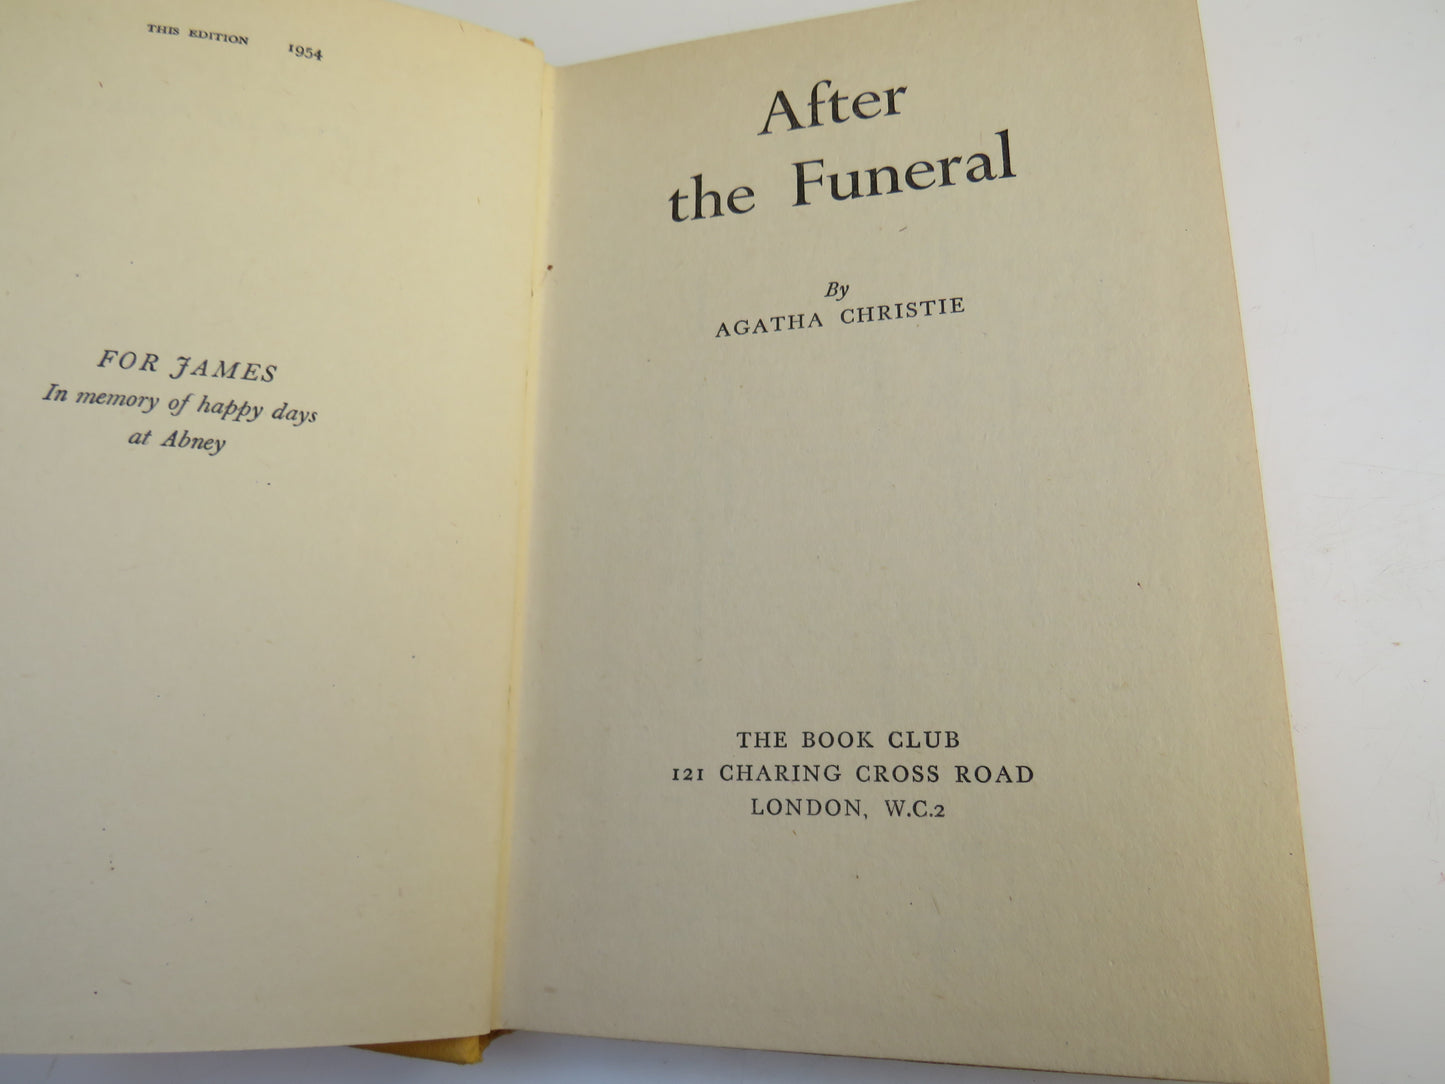 THIS EDITION 1954
FOR JAMES
In memory of happy days
at Abney
After
the Funeral
By
AGATHA CHRISTIE
THE BOOK CLUB
121 CHARING CROSS ROAD
LONDON, W.C.2